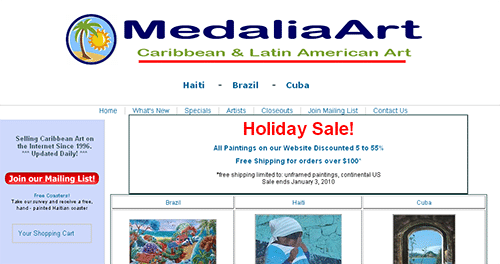 MedaliaArt
Caribbean & Latin American Art
Haiti - Brazil - Cuba
Home | What's New | Specials | Artists | Closeouts | Join Mailing List | Contact Us
Selling Caribbean Art on
the Internet Since 1996.
*** Updated Daily! ***
Join our Mailing List!
Free Coasters!
Take our survey and receive a free,
hand - painted Haitian coaster
Your Shopping Cart
Holiday Sale!
All Paintings on our Website Discounted 5 to 55%
Free Shipping for orders over $100*
*free shipping limited to: unframed paintings, continental US
Sale ends January 3, 2010
Brazil Haiti Cuba